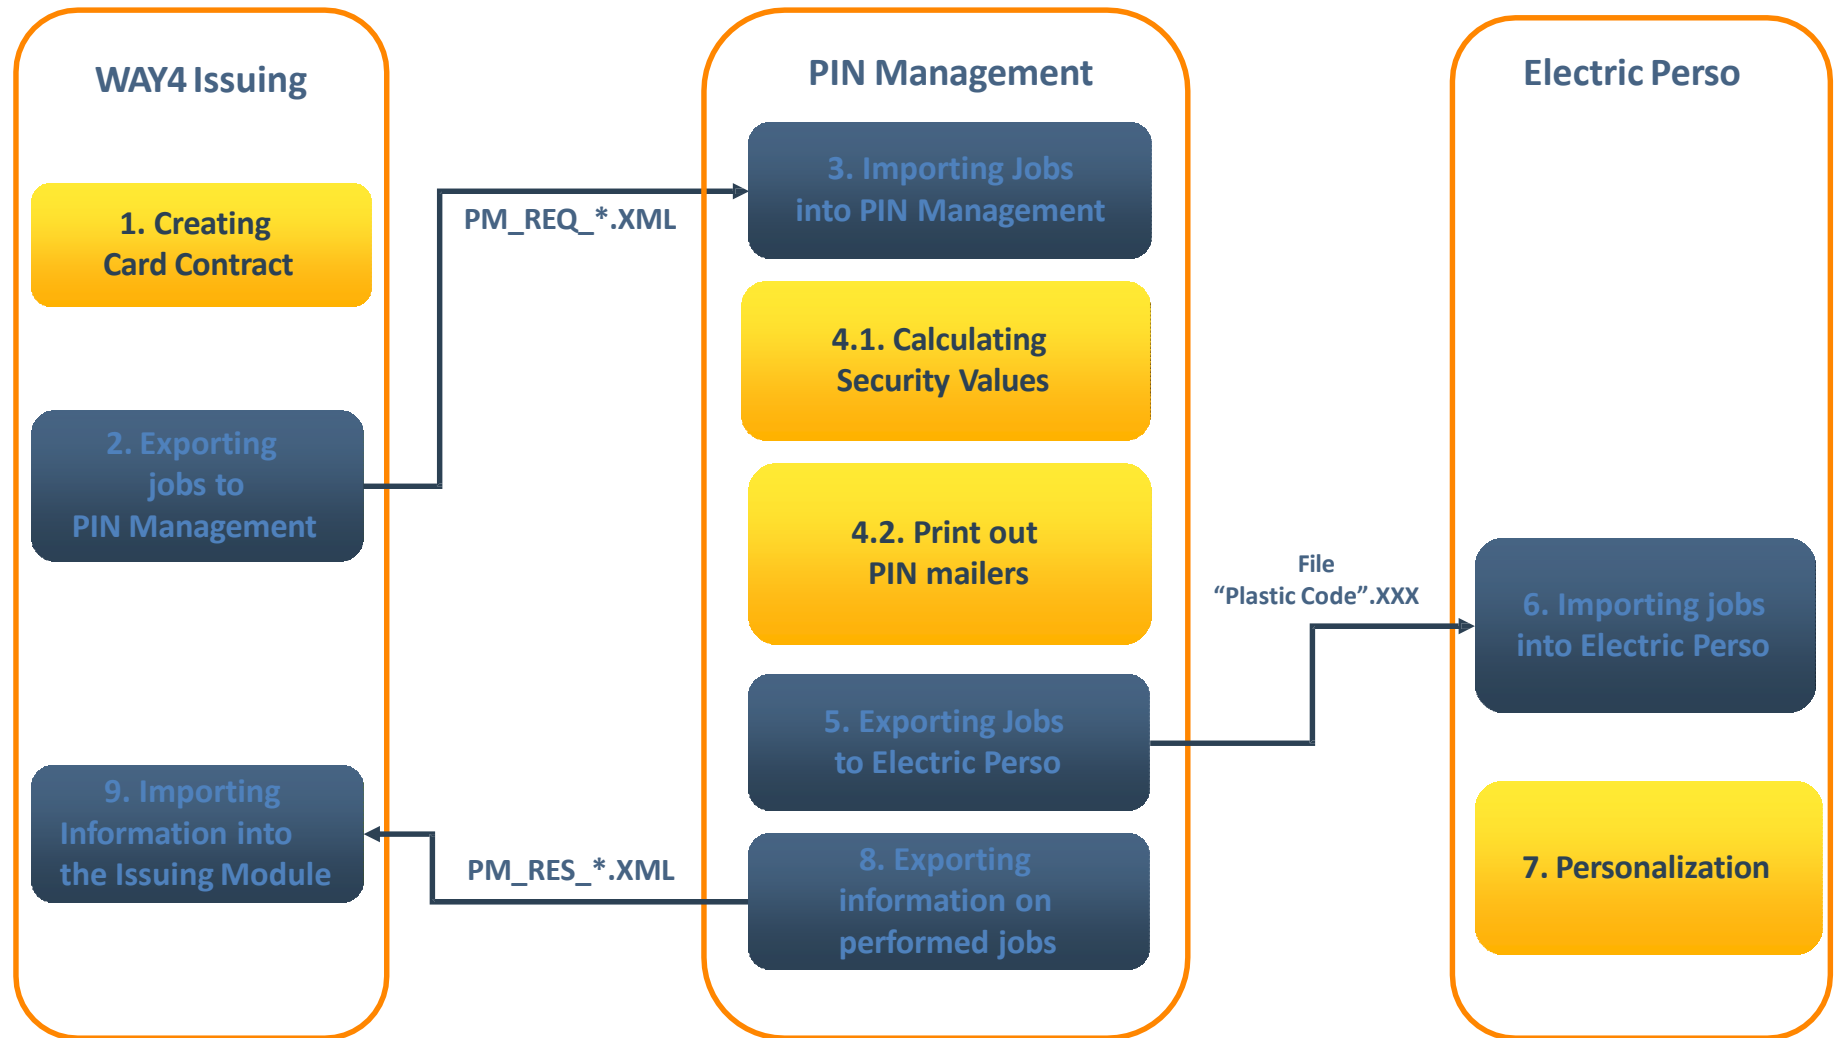 WAY4 Issuing
1. Creating
Card Contract
2. Exporting
jobs to
PIN Management
9. Importing
Information into
the Issuing Module
PM_REQ_*.XML
PM_RES_*.XML
PIN Management
3. Importing Jobs
into PIN Management
4.1. Calculating
Security Values
4.2. Print out
PIN mailers
5. Exporting Jobs
to Electric Perso
8. Exporting
information on
performed jobs
File
“Plastic Code”.XXX
Electric Perso
6. Importing jobs
into Electric Perso
7. Personalization